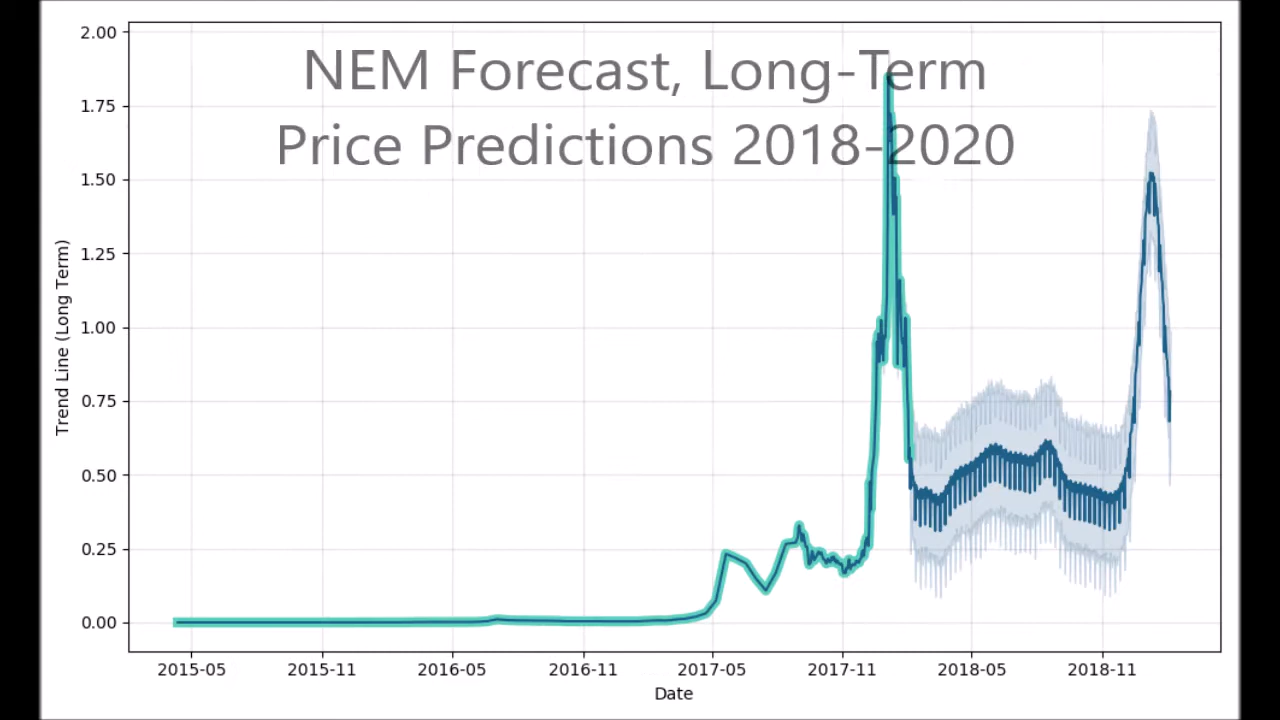 NEM Forecast, Long-Term
Price Predictions 2018-2020
2.00
1.75
1.50
1.25
1.00
0.75
0.50
0.25
0.00
Trend Line (Long Term)
2015-05 2015-11 2016-05 2016-11 2017-05 2017-11 2018-05 2018-11
Date